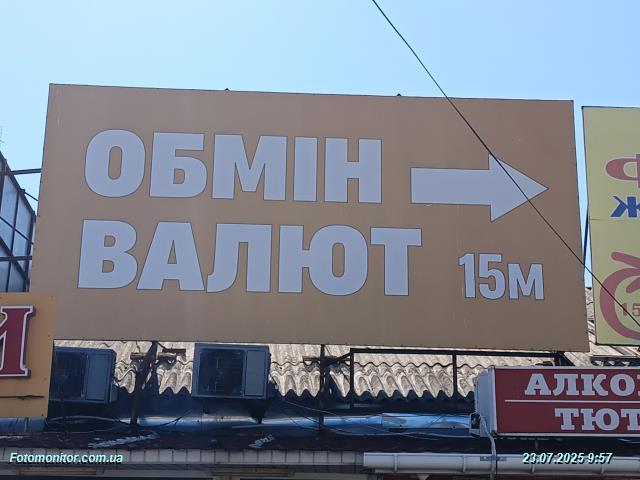 ОБМІН
ВАЛЮТ 15м
АЛКО
ТЮТ
Fotomonitor.com.ua
23.07.2025 9:57